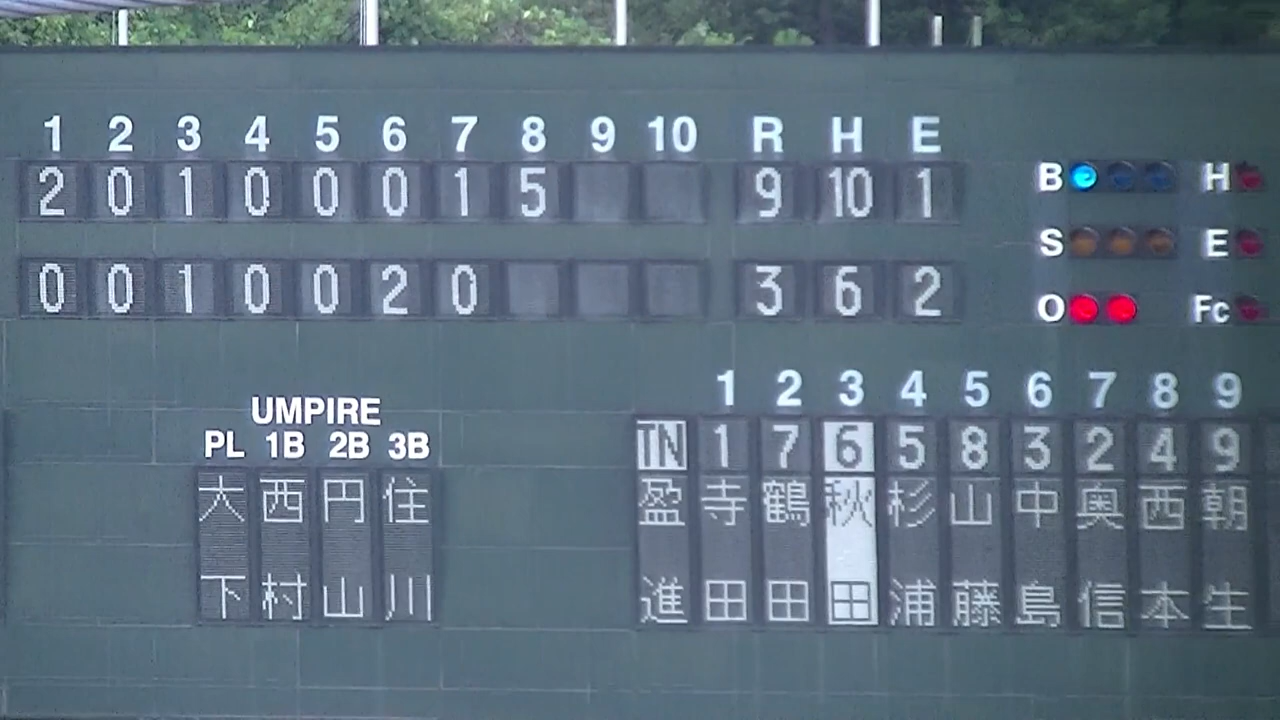 1 2 3 4 5 6 7 8 9 10 R H E
2 0 1 0 0 0 1 5 9 10 1
B H
0 0 1 0 0 2 0 3 6 2
S E
O Fc
UMPIRE
PL 1B 2B 3B
大下 西村 円山 住川
1 2 3 4 5 6 7 8 9
IN 1 7 6 5 8 3 2 4 9
盈進 寺田 鶴田 秋田 杉浦 山藤 中島 奥信 西本 朝生